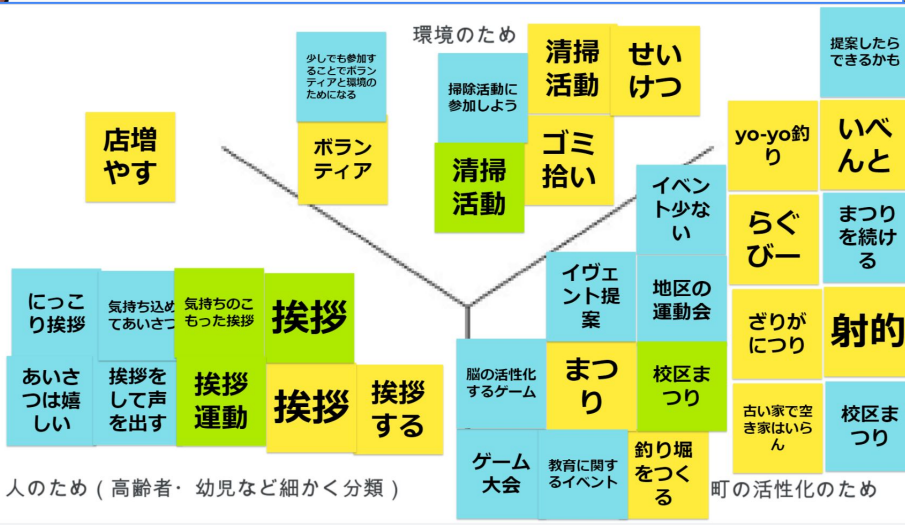 環境のため
少しでも参加す
ることでボラン
ティアと環境の
ためになる
ボラン
ティア
店増
やす
掃除活動に
参加しよう
清掃
活動
せい
けつ
清掃
活動
ゴミ
拾い
提案したら
できるかも
yo-yo釣
り
いべ
んと
イベン
ト少な
い
らぐ
びー
まつり
を続け
る
イヴェ
ント提
案
地区の
運動会
ざりが
につり
射的
脳の活性化
するゲーム
まつ
り
校区ま
つり
古い家で空
き家はいら
ん
校区ま
つり
ゲーム
大会
教育に関す
るイベント
釣り堀
をつく
る
町の活性化のため
にっこ
り挨拶
気持ち込め
てあいさつ
気持ちのこ
もった挨拶
挨拶
あいさ
つは嬉
しい
挨拶を
して声
を出す
挨拶
運動
挨拶
挨拶
する
人のため(高齢者・幼児など細かく分類)